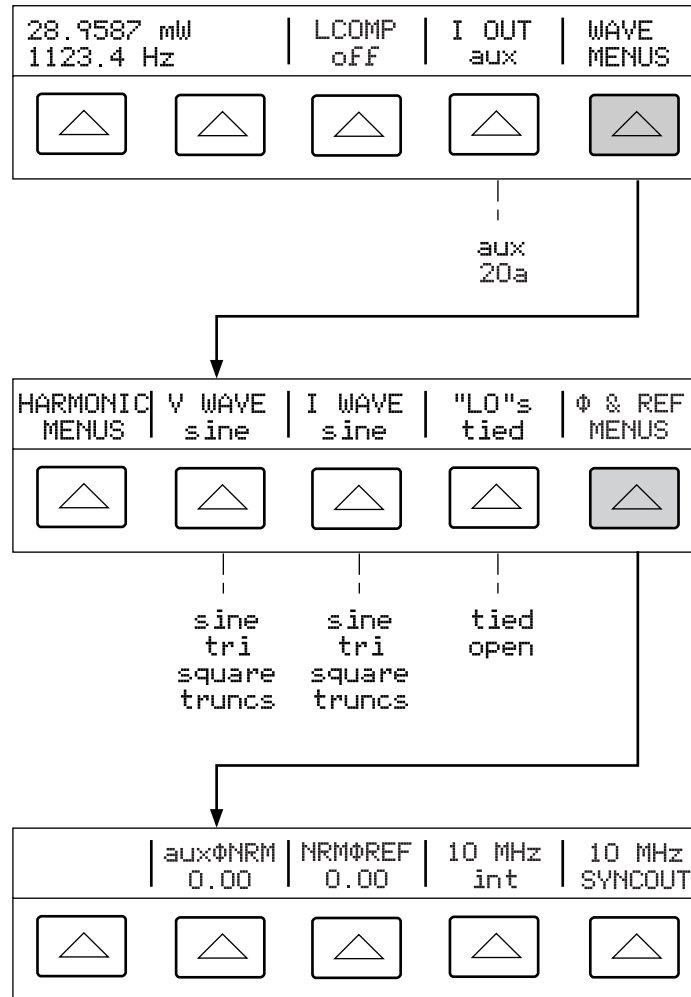 28.9587 mW
1123.4 Hz
LCOMP
off
I OUT
aux
WAVE
MENUS
aux
20a
HARMONIC
MENUS
V WAVE
sine
I WAVE
sine
"LO"s
tied
Φ & REF
MENUS
sine
tri
square
truncs
sine
tri
square
truncs
tied
open
auxΦNRM
0.00
NRMΦREF
0.00
10 MHz
int
10 MHz
SYNCOUT